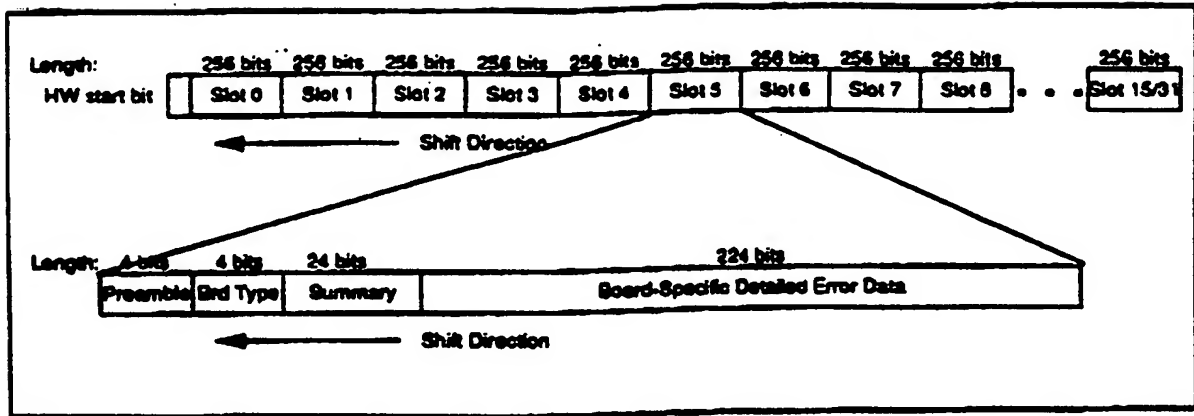 Length: 256 bits 256 bits 256 bits 256 bits 256 bits 256 bits 256 bits 256 bits 256 bits 256 bits
HW start bit Slot 0 Slot 1 Slot 2 Slot 3 Slot 4 Slot 5 Slot 6 Slot 7 Slot 8 • • • Slot 15/31
Shift Direction
Length: 4 bits 4 bits 24 bits 224 bits
Preamble Brd Type Summary Board-Specific Detailed Error Data
Shift Direction